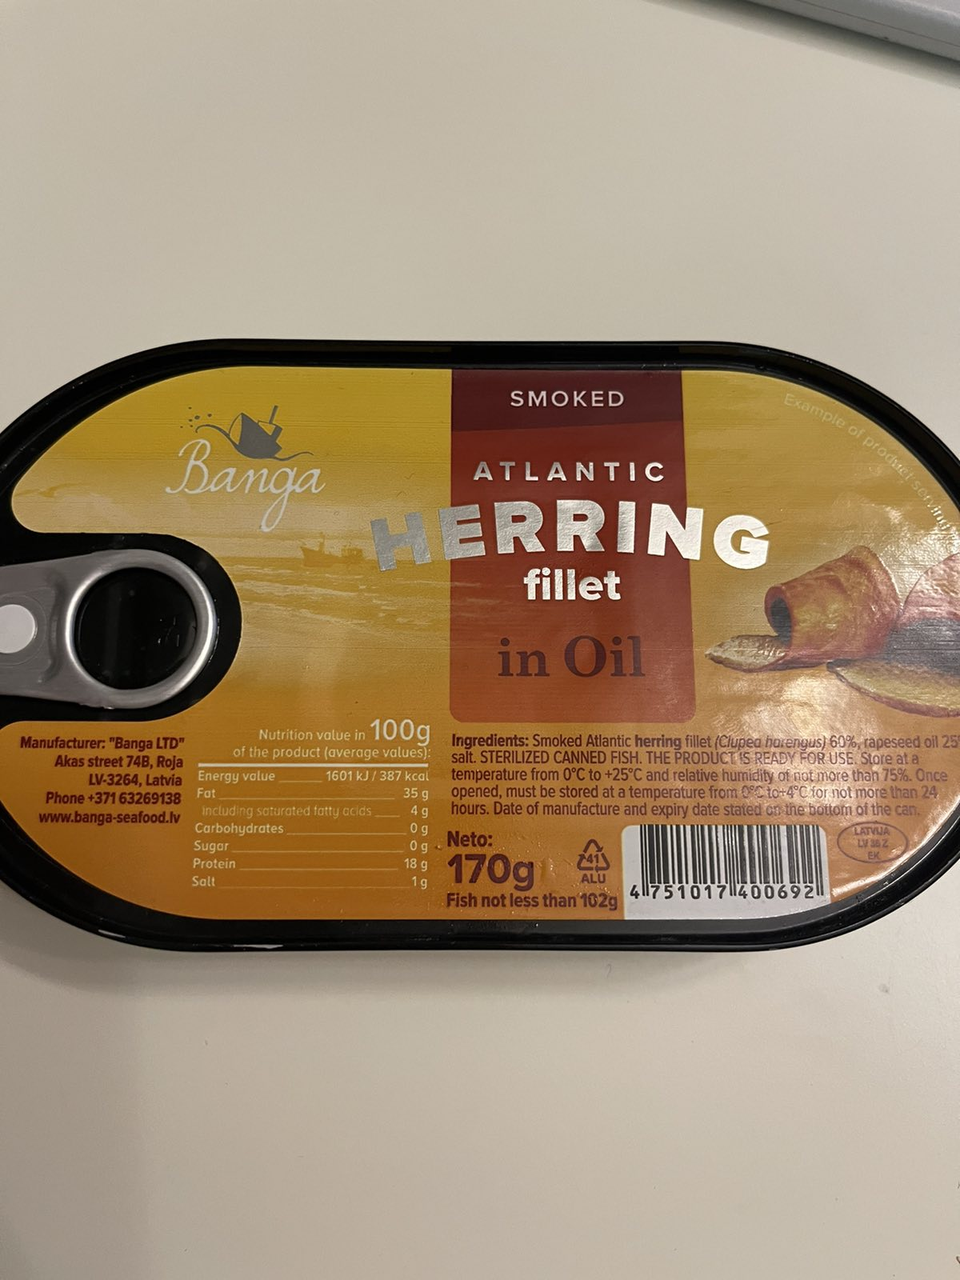 SMOKED
ATLANTIC
HERRING
fillet
in Oil
Banga
Example of product serving
Manufacturer: "Banga LTD"
Akas street 74B, Roja
LV-3264, Latvia
Phone +371 63269138
www.banga-seafood.lv
Nutrition value in 100g
of the product (average values):
Energy value 1601 kJ / 387 kcal
Fat 35 g
Including saturated fatty acids 4 g
Carbohydrates 0 g
Sugar 0 g
Protein 18 g
Salt 1 g
Ingredients: Smoked Atlantic herring fillet (Clupea harengus) 60%, rapeseed oil
salt. STERILIZED CANNED FISH. THE PRODUCT IS READY FOR USE. Store at a
temperature from 0°C to +25°C and relative humidity of not more than 75%. Once
opened, must be stored at a temperature from 0°C to+4°C for not more than 24
hours. Date of manufacture and expiry date stated on the bottom of the can.
Neto:
170g
Fish not less than 102g
41
ALU
4 751017 400692
LATVIJA
EK